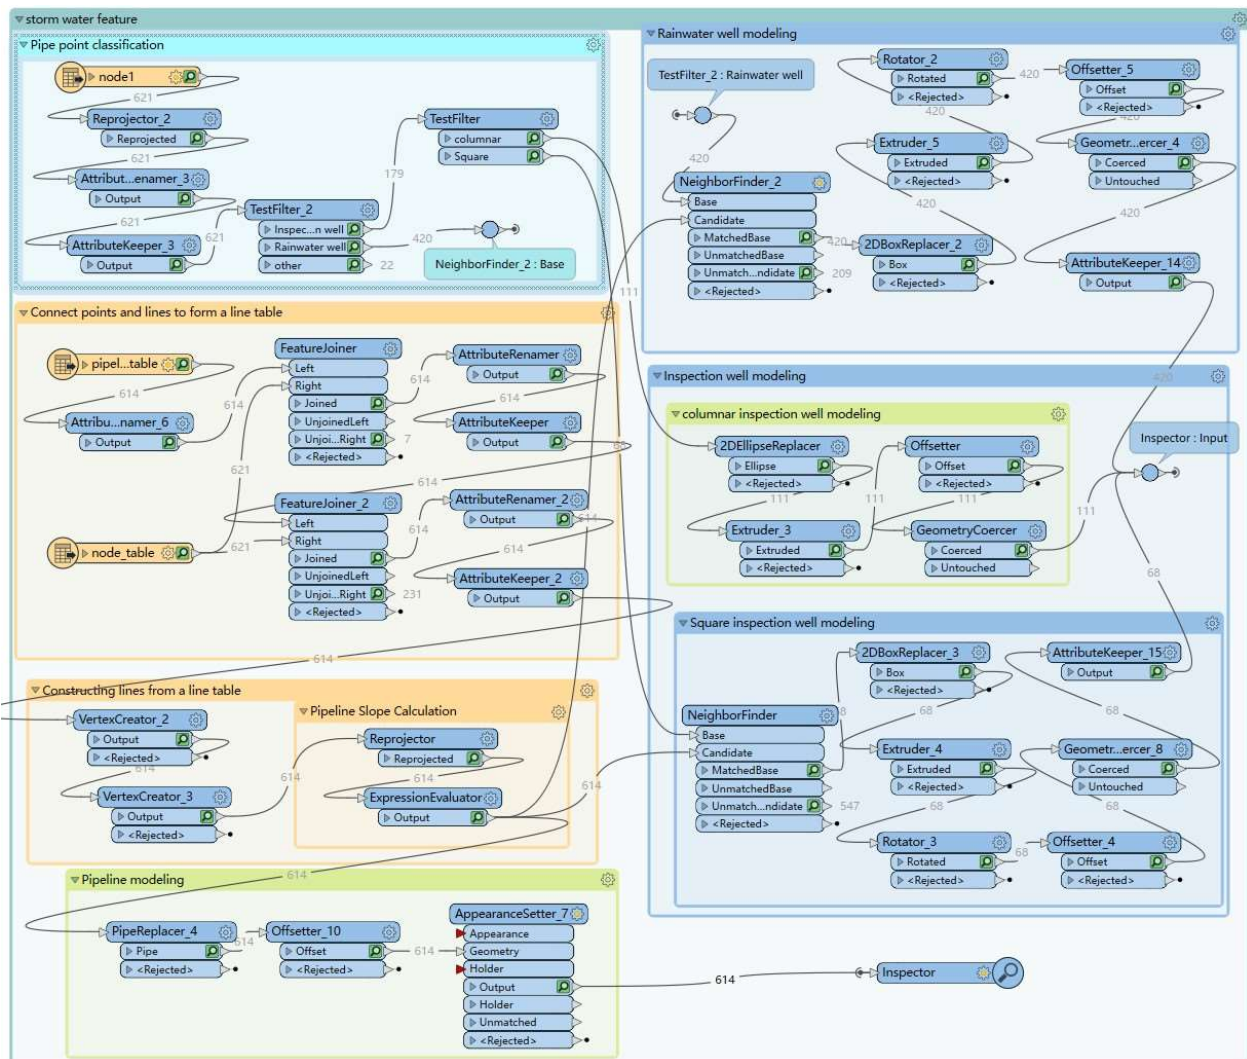 storm water feature
Pipe point classification
node1
621
Reprojector_2
Reprojected
621
Attribut...enamer_3
Output
621
AttributeKeeper_3
Output
621
TestFilter_2
Inspec...n well
Rainwater well
other
22
420
179
TestFilter
columnar
Square
NeighborFinder_2 : Base
111
Connect points and lines to form a line table
pipel...table
614
Attribu...namer_6
Output
614
621
node_table
621
FeatureJoiner
Left
Right
Joined
UnjoinedLeft
Unjoi...Right
7
<Rejected>
614
AttributeRenamer
Output
614
AttributeKeeper
Output
614
FeatureJoiner_2
Left
Right
Joined
UnjoinedLeft
Unjoi...Right
231
<Rejected>
614
AttributeRenamer_2
Output
614
614
AttributeKeeper_2
Output
614
Constructing lines from a line table
VertexCreator_2
Output
<Rejected>
614
VertexCreator_3
Output
<Rejected>
614
Pipeline Slope Calculation
Reprojector
Reprojected
614
ExpressionEvaluator
Output
614
614
Pipeline modeling
PipeReplacer_4
Pipe
<Rejected>
614
Offsetter_10
Offset
<Rejected>
614
AppearanceSetter_7
Appearance
Geometry
Holder
Output
Holder
Unmatched
<Rejected>
614
Inspector
Rainwater well modeling
TestFilter_2 : Rainwater well
420
NeighborFinder_2
Base
Candidate
MatchedBase
UnmatchedBase
Unmatch...ndidate
209
<Rejected>
420
2DBoxReplacer_2
Box
<Rejected>
420
Extruder_5
Extruded
<Rejected>
420
Rotator_2
Rotated
<Rejected>
420
Offsetter_5
Offset
<Rejected>
420
Geometr...ercer_4
Coerced
Untouched
420
AttributeKeeper_14
Output
420
Inspection well modeling
columnar inspection well modeling
2DEllipseReplacer
Ellipse
<Rejected>
111
Extruder_3
Extruded
<Rejected>
111
Offsetter
Offset
<Rejected>
111
GeometryCoercer
Coerced
Untouched
111
Inspector : Input
68
Square inspection well modeling
NeighborFinder
Base
Candidate
MatchedBase
UnmatchedBase
Unmatch...ndidate
547
<Rejected>
2DBoxReplacer_3
Box
<Rejected>
68
Extruder_4
Extruded
<Rejected>
68
Rotator_3
Rotated
<Rejected>
68
Offsetter_4
Offset
<Rejected>
68
Geometr...ercer_8
Coerced
Untouched
68
AttributeKeeper_15
Output